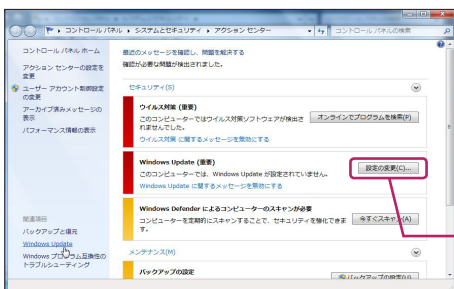 コントロール パネル ▸ システムとセキュリティ ▸ アクション センター
コントロール パネルの検索
コントロール パネル ホーム
アクション センターの設定を
変更
ユーザー アカウント制御設定
の変更
アーカイブ済みメッセージの
表示
パフォーマンス情報の表示
最近のメッセージを確認し、問題を解決する
確認が必要な問題が検出されました。
セキュリティ(S)
ウイルス対策 (重要)
このコンピューターではウイルス対策ソフトウェアが検出さ
れませんでした。
オンラインでプログラムを検索(P)
ウイルス対策 に関するメッセージを無効にする
Windows Update (重要)
このコンピューターでは、Windows Update が設定されていません。
設定の変更(C)...
Windows Update に関するメッセージを無効にする
Windows Defender によるコンピューターのスキャンが必要
コンピューターを定期的にスキャンすることで、セキュリティを強化できま
す。
今すぐスキャン(A)
メンテナンス(M)
バックアップの設定
バックアップの設定(U)
関連項目
バックアップと復元
Windows Update
Windows プログラム互換性の
トラブルシューティング